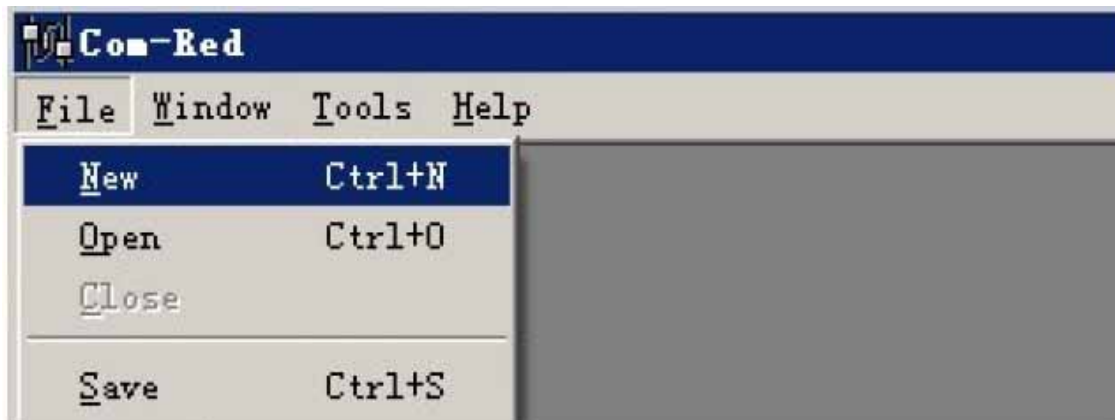 Com-Red
File Window Tools Help
New Ctrl+N
Open Ctrl+O
Close
Save Ctrl+S